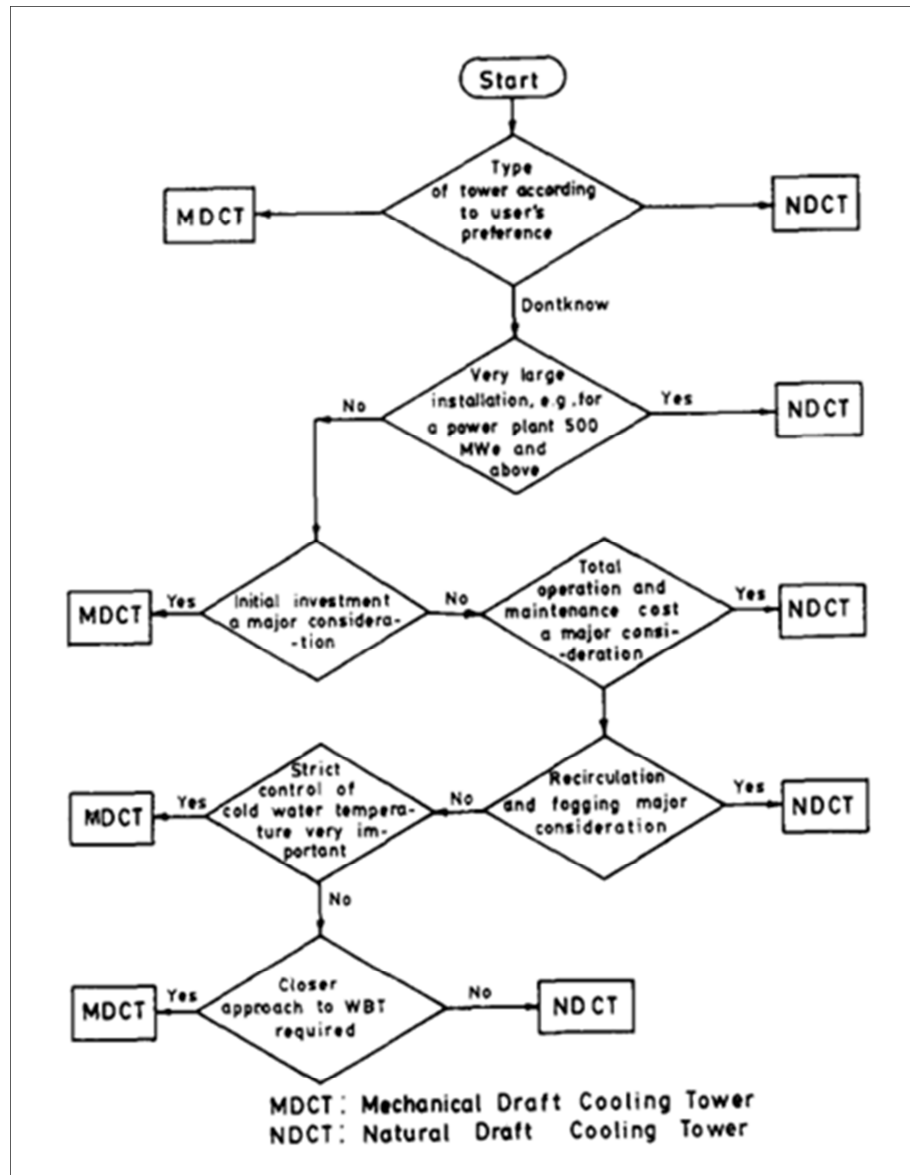 Start
Type
of tower according
to user's
preference
MDCT
NDCT
Dontknow
Very large
installation, e.g., for
a power plant 500
MWe and
above
No
Yes
NDCT
Initial investment
a major considera-
-tion
Yes
MDCT
No
Total
operation and
maintenance cost
a major consi-
-deration
Yes
NDCT
Recirculation
and fogging major
consideration
Yes
NDCT
No
Strict
control of
cold water tempera-
ture very im-
portant
Yes
MDCT
No
Closer
approach to WBT
required
Yes
MDCT
No
NDCT
MDCT: Mechanical Draft Cooling Tower
NDCT: Natural Draft Cooling Tower